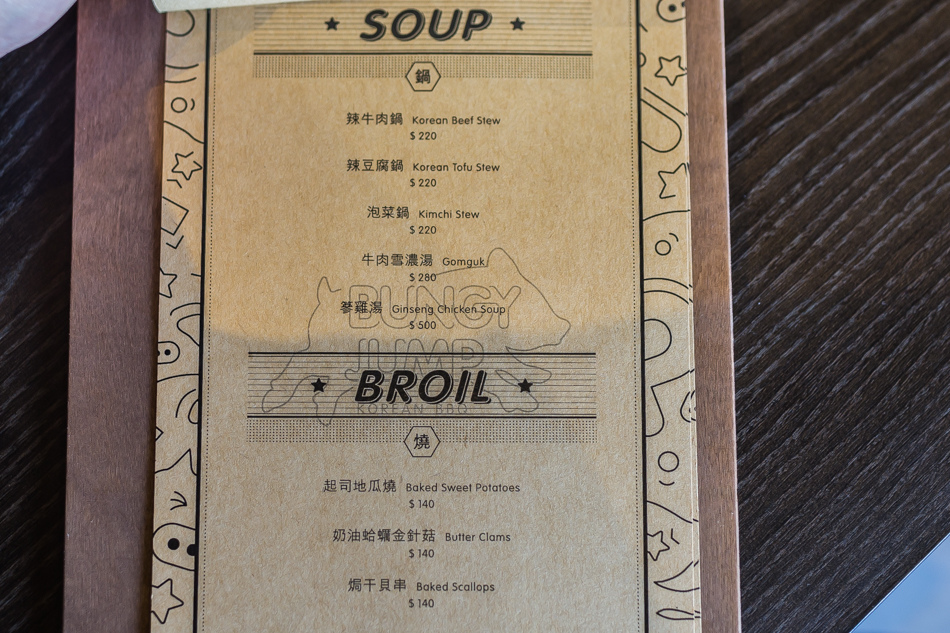 SOUP
鍋
辣牛肉鍋 Korean Beef Stew
$ 220
辣豆腐鍋 Korean Tofu Stew
$ 220
泡菜鍋 Kimchi Stew
$ 220
牛肉雪濃湯 Gomguk
$ 280
蔘雞湯 Ginseng Chicken Soup
$ 500
BUNGY
JUMP
KOREAN BBQ
BROIL
燒
起司地瓜燒 Baked Sweet Potatoes
$ 140
奶油蛤蠣金針菇 Butter Clams
$ 140
焗干貝串 Baked Scallops
$ 140